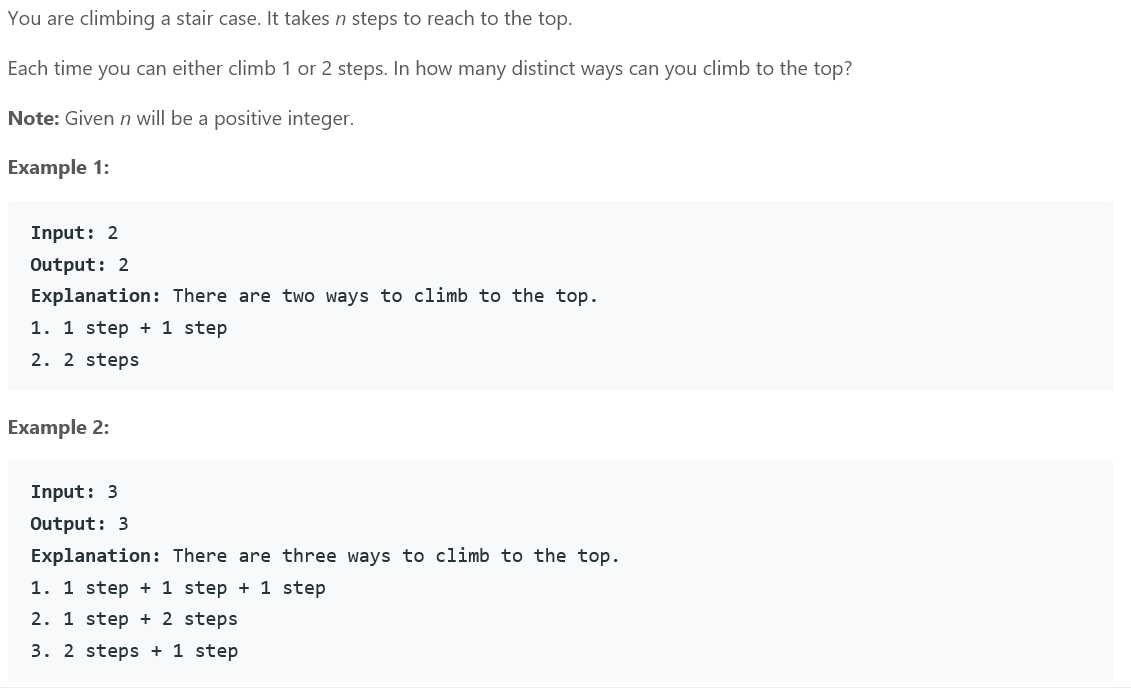 You are climbing a stair case. It takes n steps to reach to the top.
Each time you can either climb 1 or 2 steps. In how many distinct ways can you climb to the top?
Note: Given n will be a positive integer.
Example 1:
Input: 2
Output: 2
Explanation: There are two ways to climb to the top.
1. 1 step + 1 step
2. 2 steps
Example 2:
Input: 3
Output: 3
Explanation: There are three ways to climb to the top.
1. 1 step + 1 step + 1 step
2. 1 step + 2 steps
3. 2 steps + 1 step